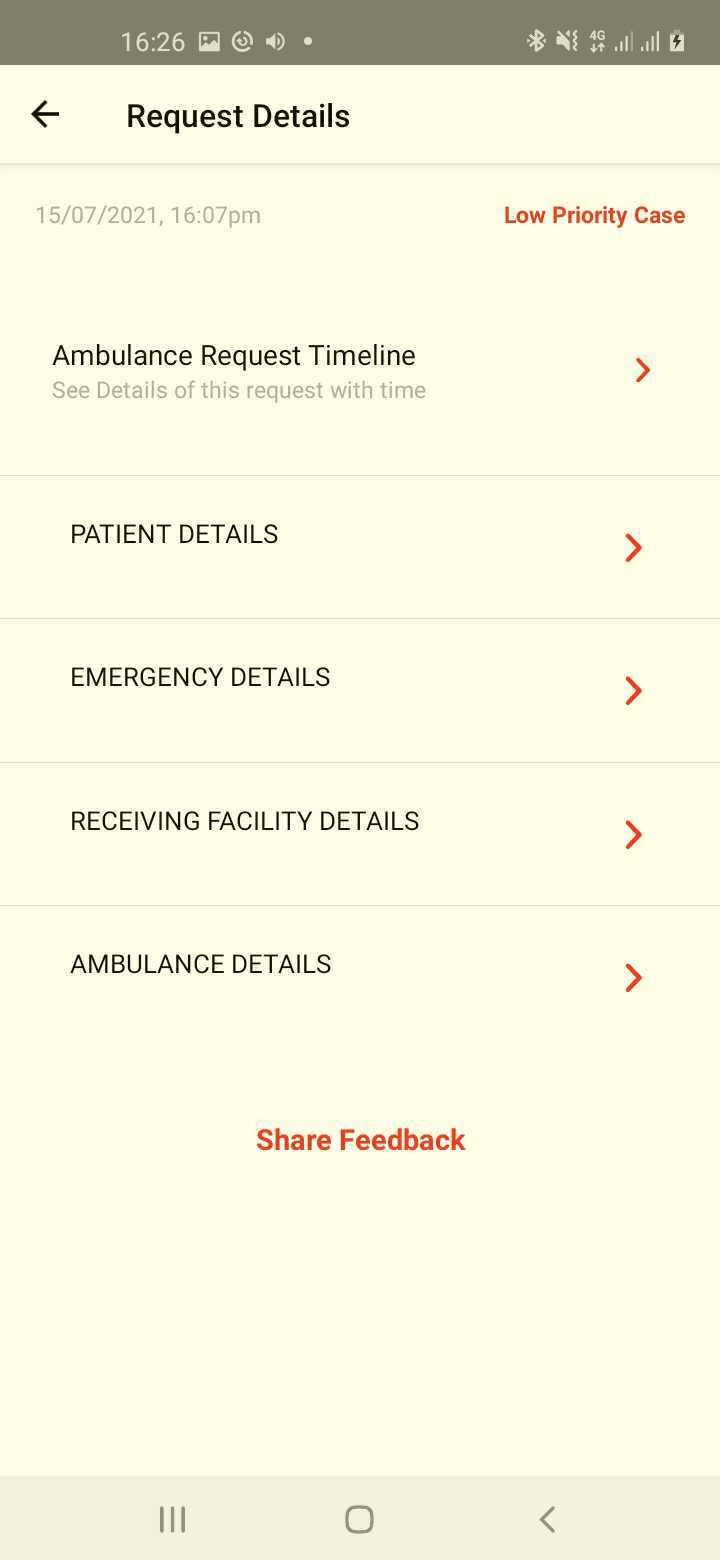 16:26
4G
Request Details
15/07/2021, 16:07pm
Low Priority Case
Ambulance Request Timeline
See Details of this request with time
PATIENT DETAILS
EMERGENCY DETAILS
RECEIVING FACILITY DETAILS
AMBULANCE DETAILS
Share Feedback